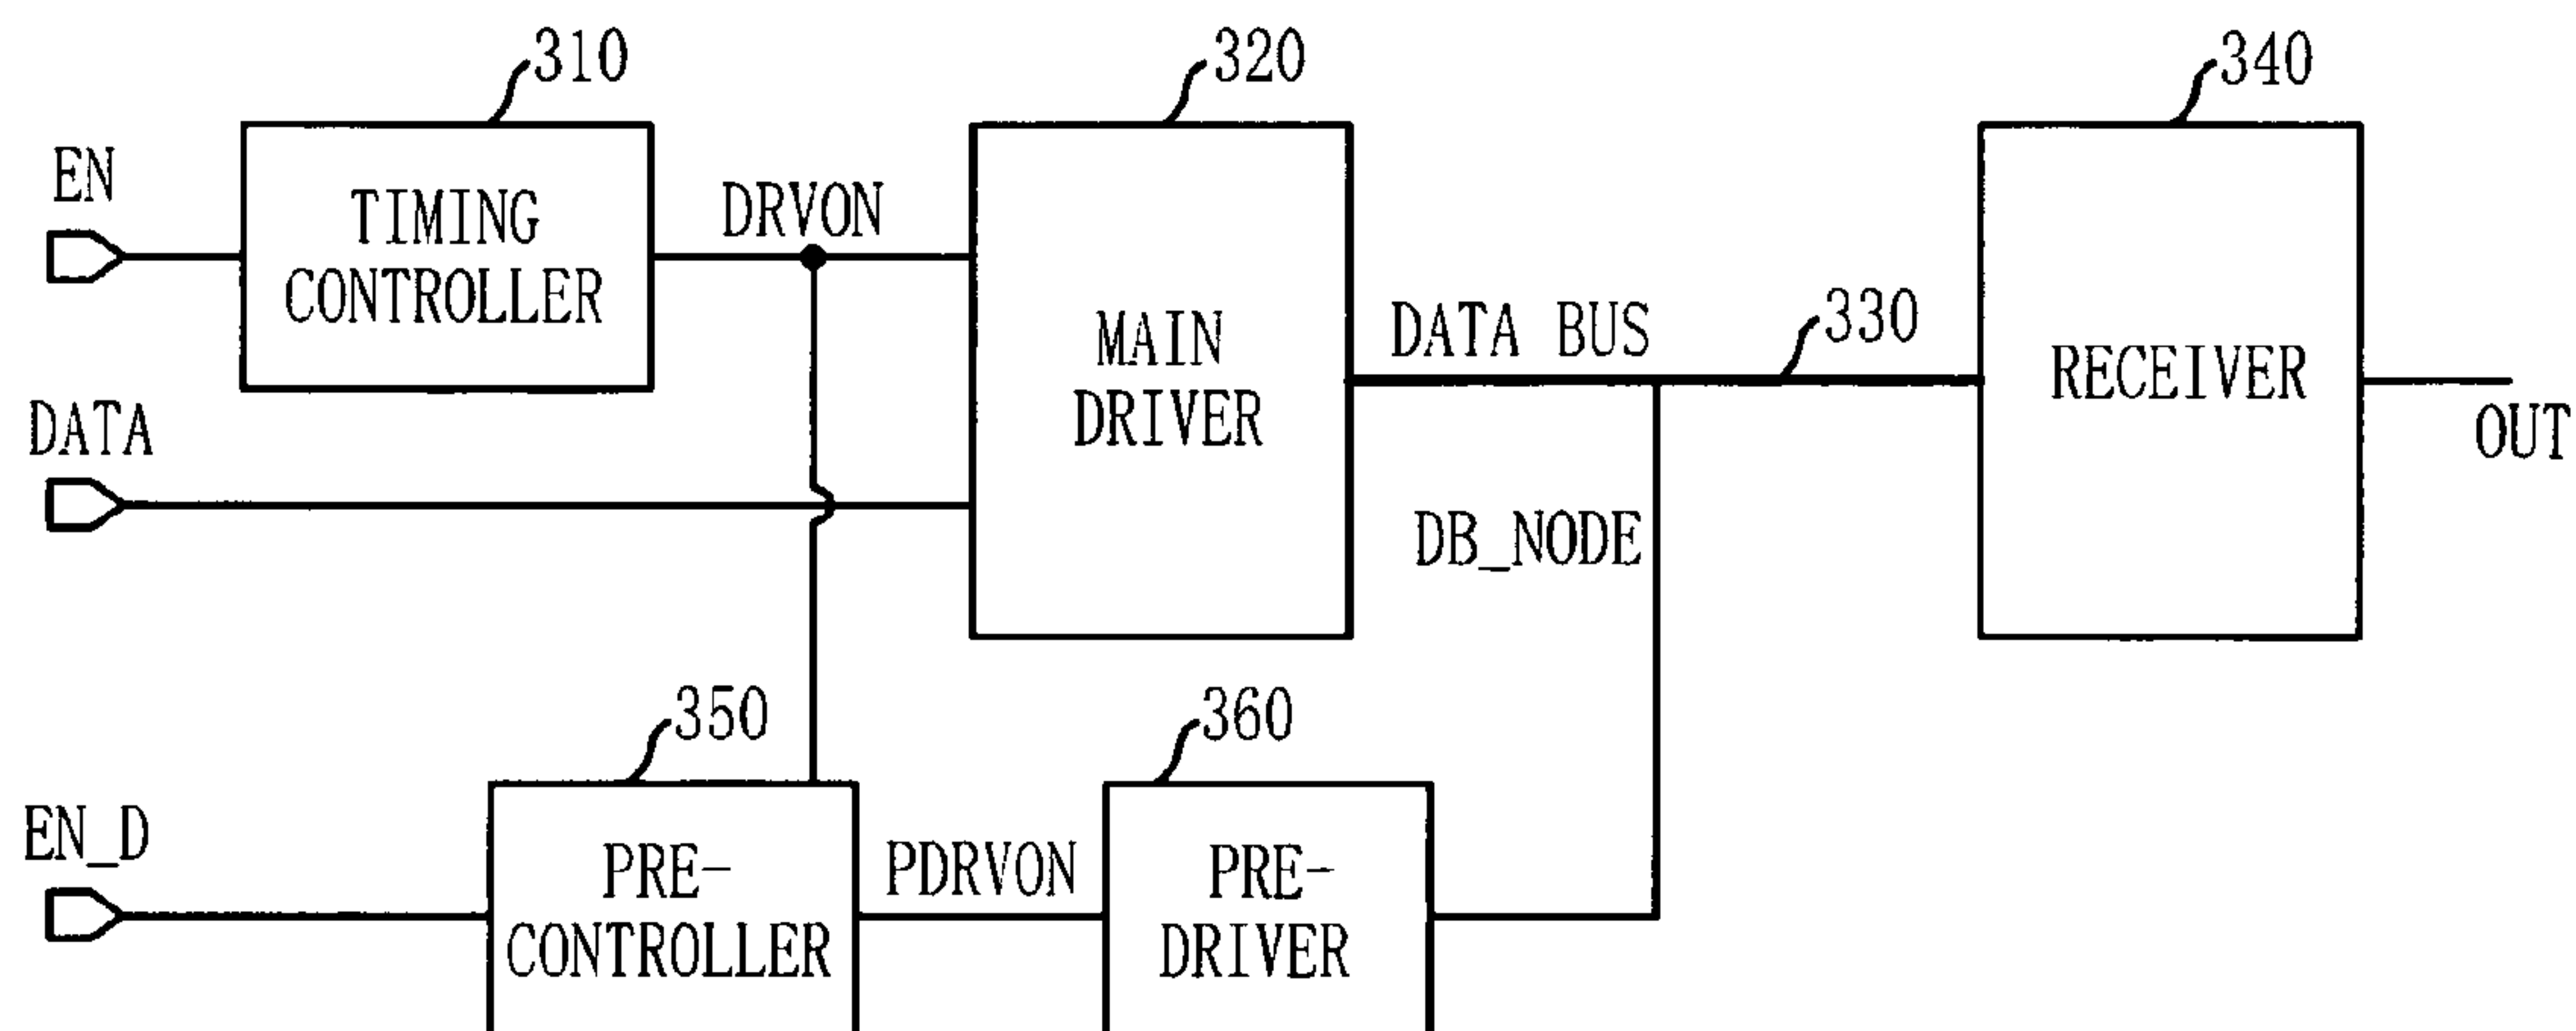 310
320
340
EN
TIMING
CONTROLLER
DRVON
DATA
MAIN
DRIVER
DATA BUS
330
RECEIVER
OUT
DB_NODE
350
360
EN_D
PRE-
CONTROLLER
PDRVON
PRE-
DRIVER